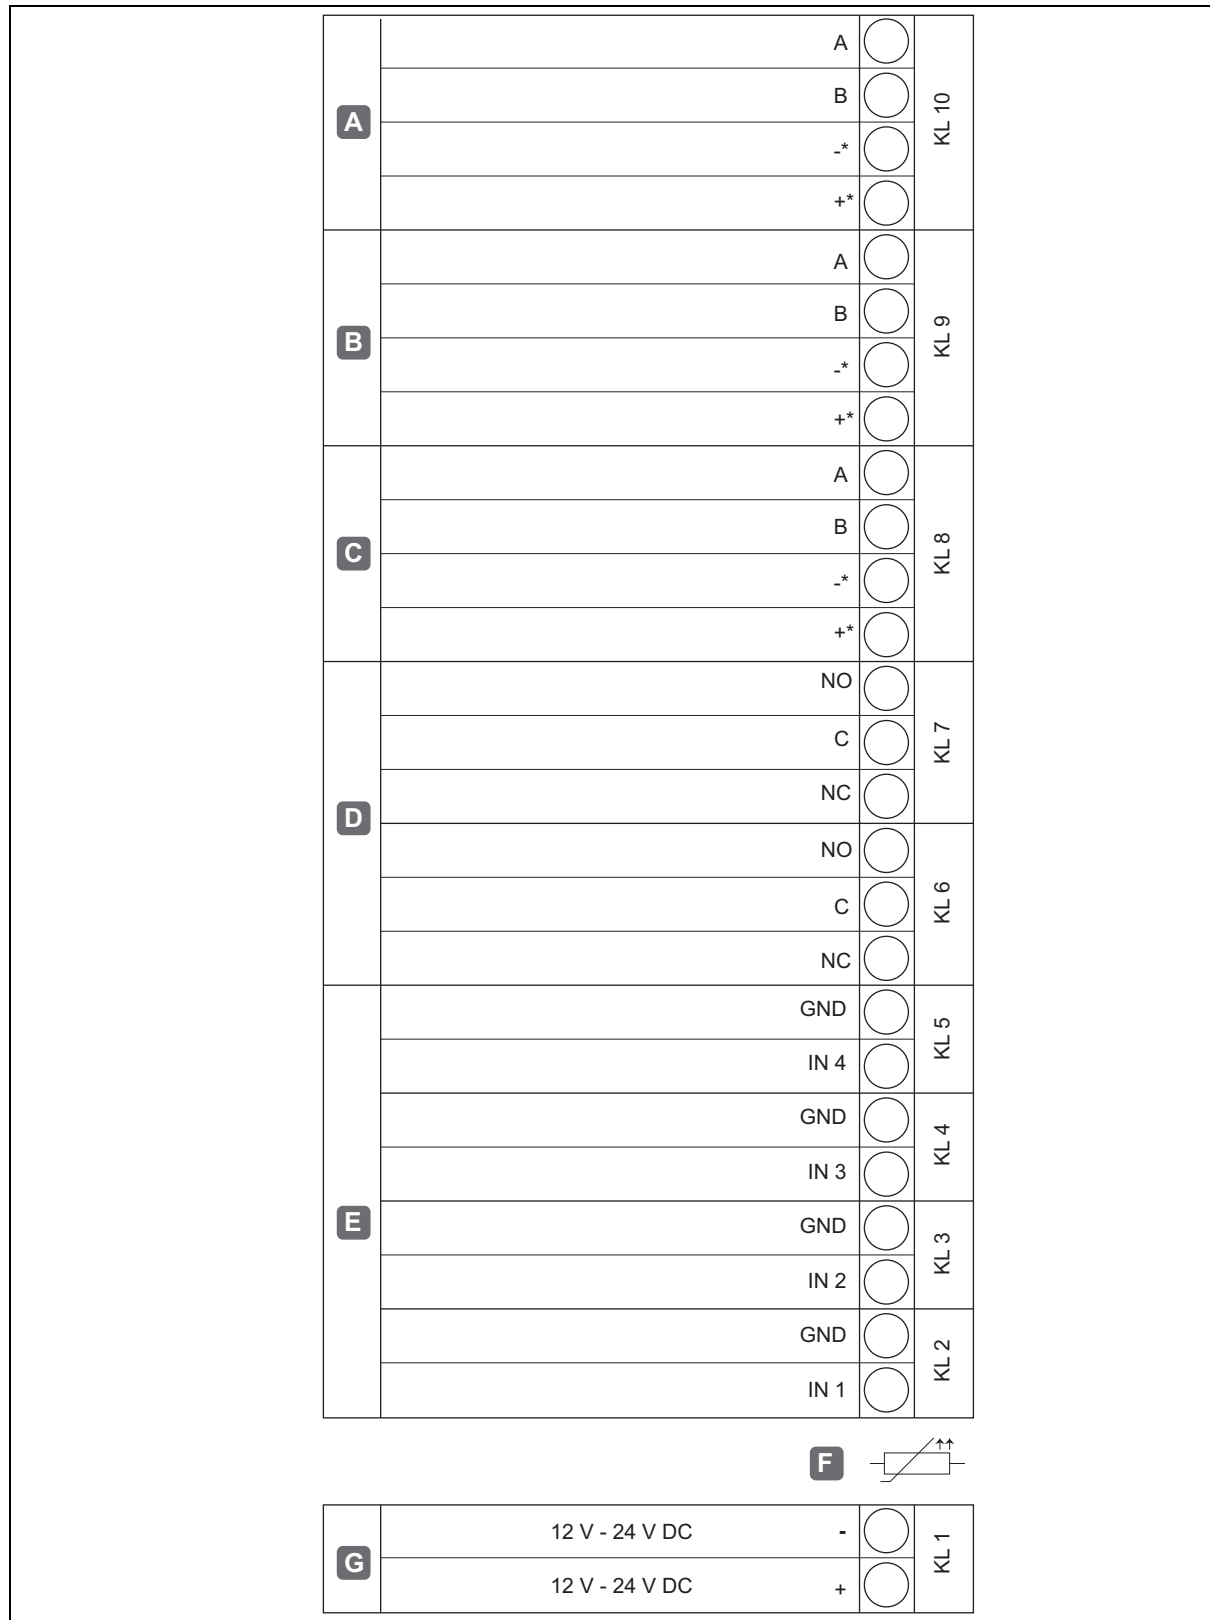 A
A
B
-*
+*
KL 10
B
A
B
-*
+*
KL 9
C
A
B
-*
+*
KL 8
D
NO
C
NC
KL 7
NO
C
NC
KL 6
E
GND
IN 4
KL 5
GND
IN 3
KL 4
GND
IN 2
KL 3
GND
IN 1
KL 2
F
G
12 V - 24 V DC -
12 V - 24 V DC +
KL 1